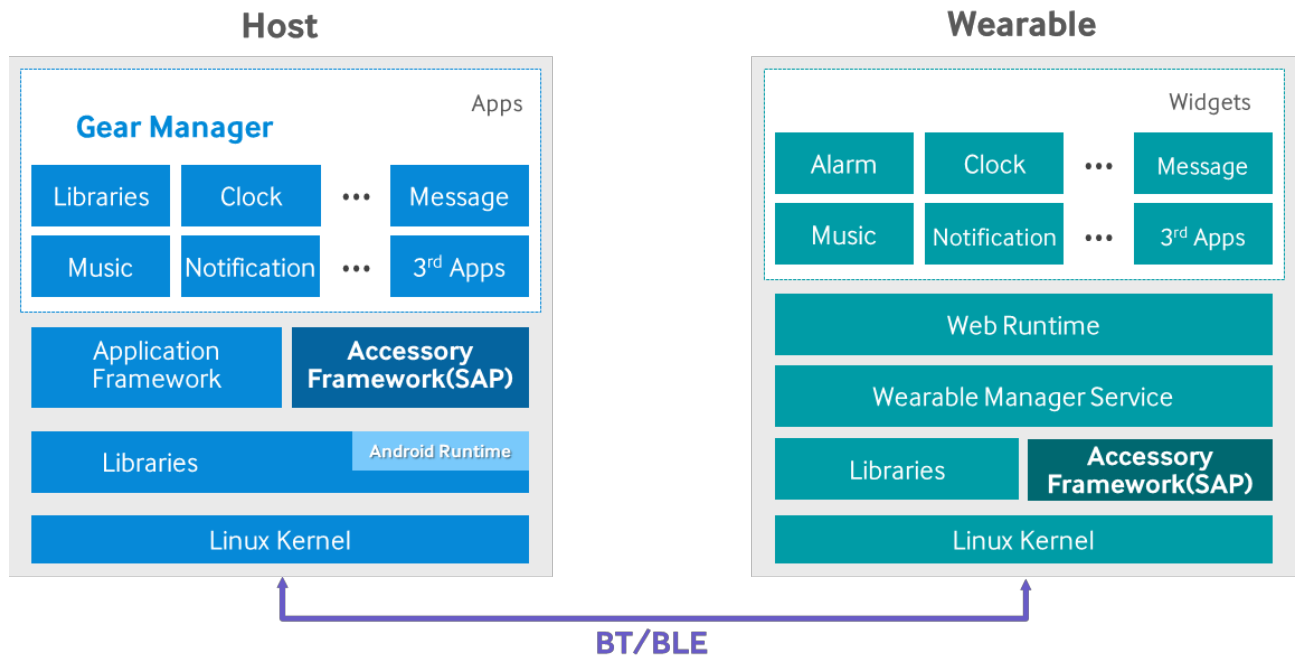 Host
Apps
Gear Manager
Libraries
Clock
•••
Message
Music
Notification
•••
3rd Apps
Application
Framework
Accessory
Framework(SAP)
Libraries
Android Runtime
Linux Kernel
Wearable
Widgets
Alarm
Clock
•••
Message
Music
Notification
•••
3rd Apps
Web Runtime
Wearable Manager Service
Libraries
Accessory
Framework(SAP)
Linux Kernel
BT/BLE